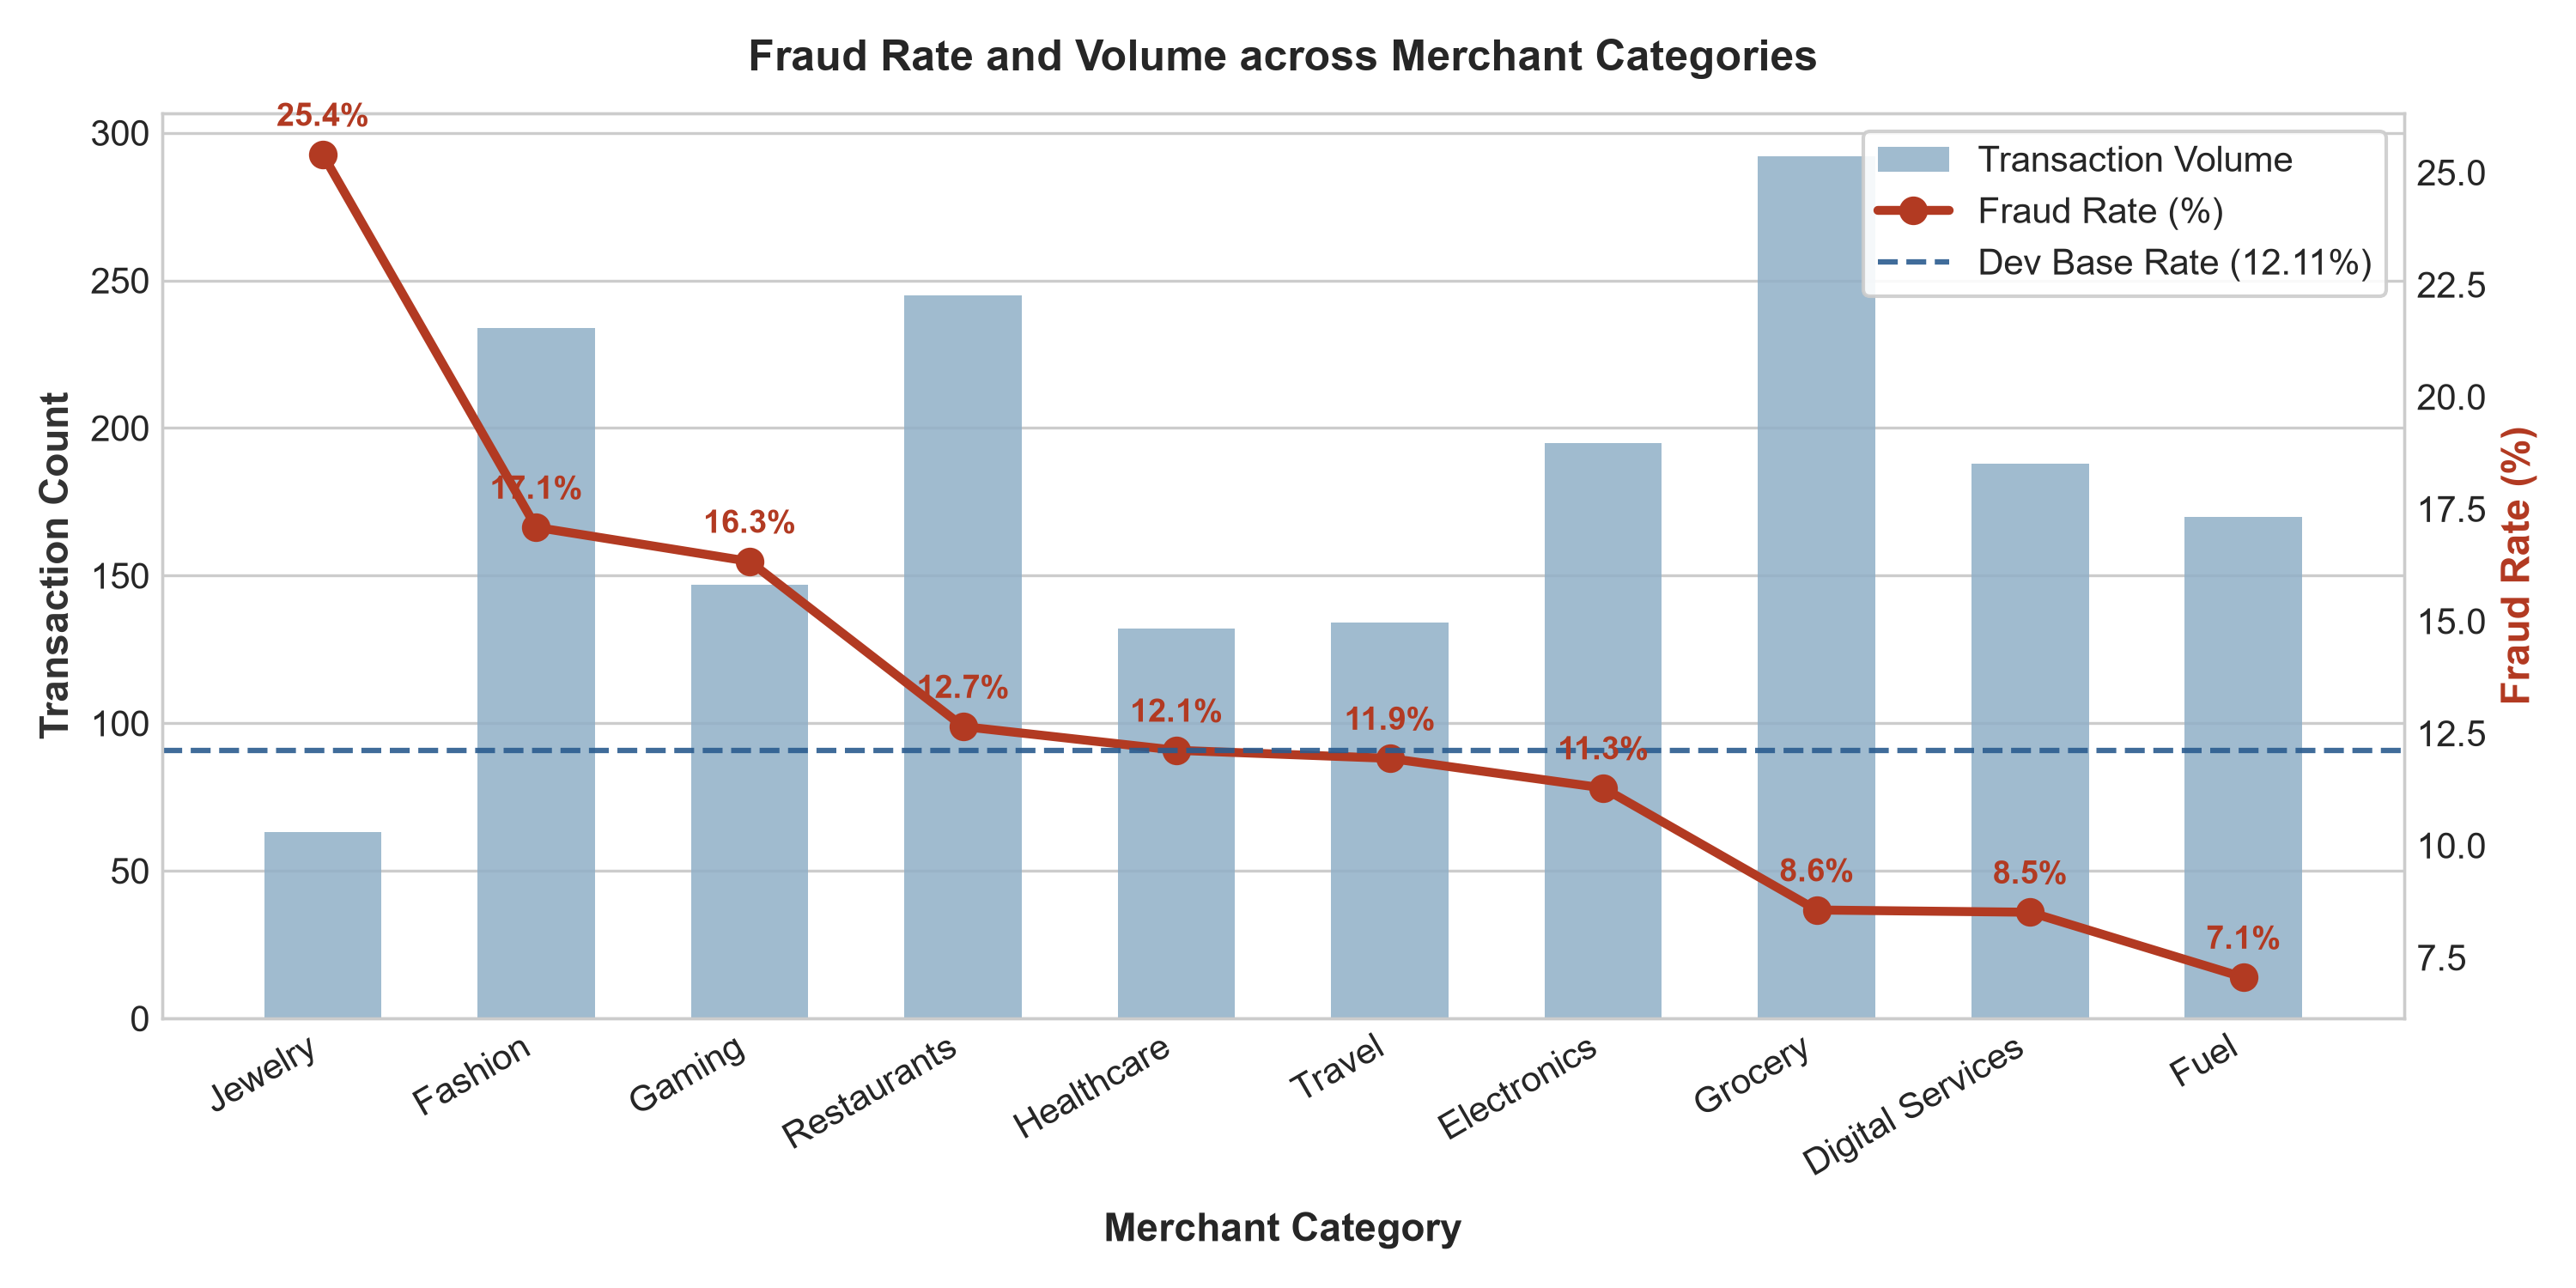 Fraud Rate and Volume across Merchant Categories
Transaction Count
300
250
200
150
100
50
0
25.4%
17.1%
16.3%
12.7%
12.1%
11.9%
11.3%
8.6%
8.5%
7.1%
Transaction Volume
Fraud Rate (%)
Dev Base Rate (12.11%)
25.0
22.5
20.0
17.5
15.0
12.5
10.0
7.5
Fraud Rate (%)
Jewelry
Fashion
Gaming
Restaurants
Healthcare
Travel
Electronics
Grocery
Digital Services
Fuel
Merchant Category